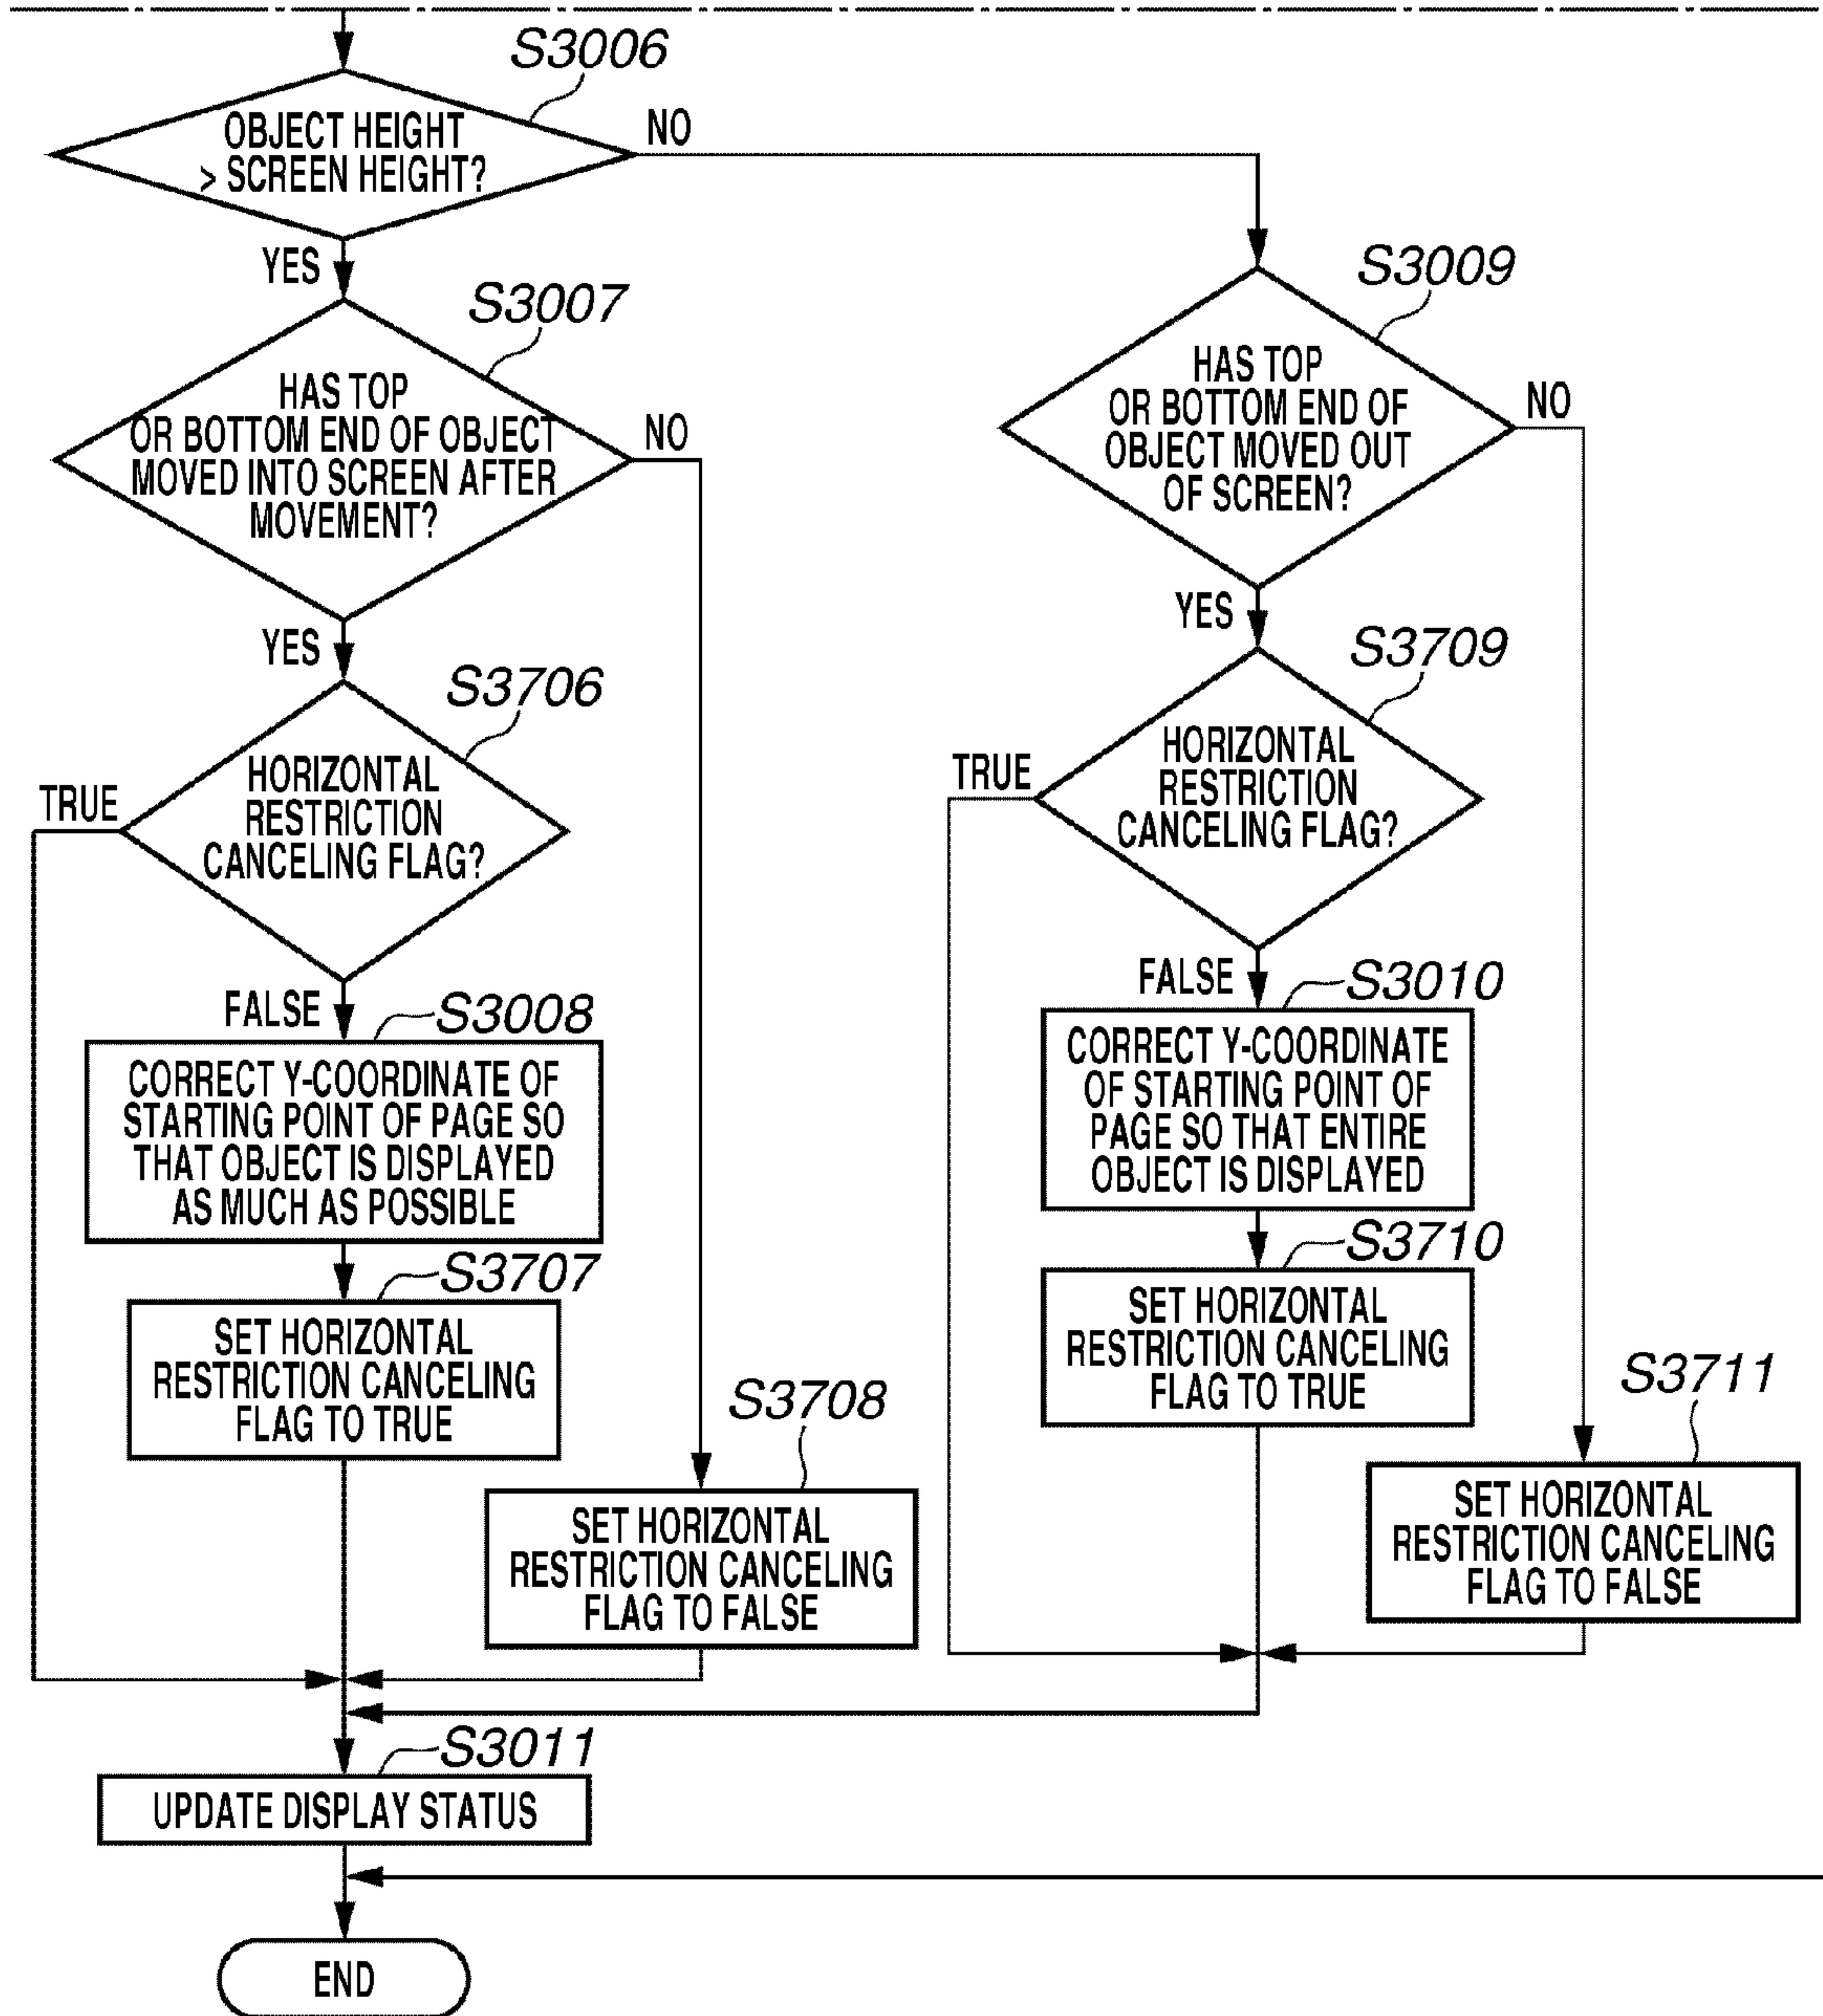 S3006
OBJECT HEIGHT
> SCREEN HEIGHT?
NO
YES
S3007
HAS TOP
OR BOTTOM END OF OBJECT
MOVED INTO SCREEN AFTER
MOVEMENT?
NO
YES
S3706
HORIZONTAL
RESTRICTION
CANCELING FLAG?
TRUE
FALSE
S3008
CORRECT Y-COORDINATE OF
STARTING POINT OF PAGE SO
THAT OBJECT IS DISPLAYED
AS MUCH AS POSSIBLE
S3707
SET HORIZONTAL
RESTRICTION CANCELING
FLAG TO TRUE
S3708
SET HORIZONTAL
RESTRICTION CANCELING
FLAG TO FALSE
S3009
HAS TOP
OR BOTTOM END OF
OBJECT MOVED OUT
OF SCREEN?
NO
YES
S3709
HORIZONTAL
RESTRICTION
CANCELING FLAG?
TRUE
FALSE
S3010
CORRECT Y-COORDINATE
OF STARTING POINT OF
PAGE SO THAT ENTIRE
OBJECT IS DISPLAYED
S3710
SET HORIZONTAL
RESTRICTION CANCELING
FLAG TO TRUE
S3711
SET HORIZONTAL
RESTRICTION CANCELING
FLAG TO FALSE
S3011
UPDATE DISPLAY STATUS
END